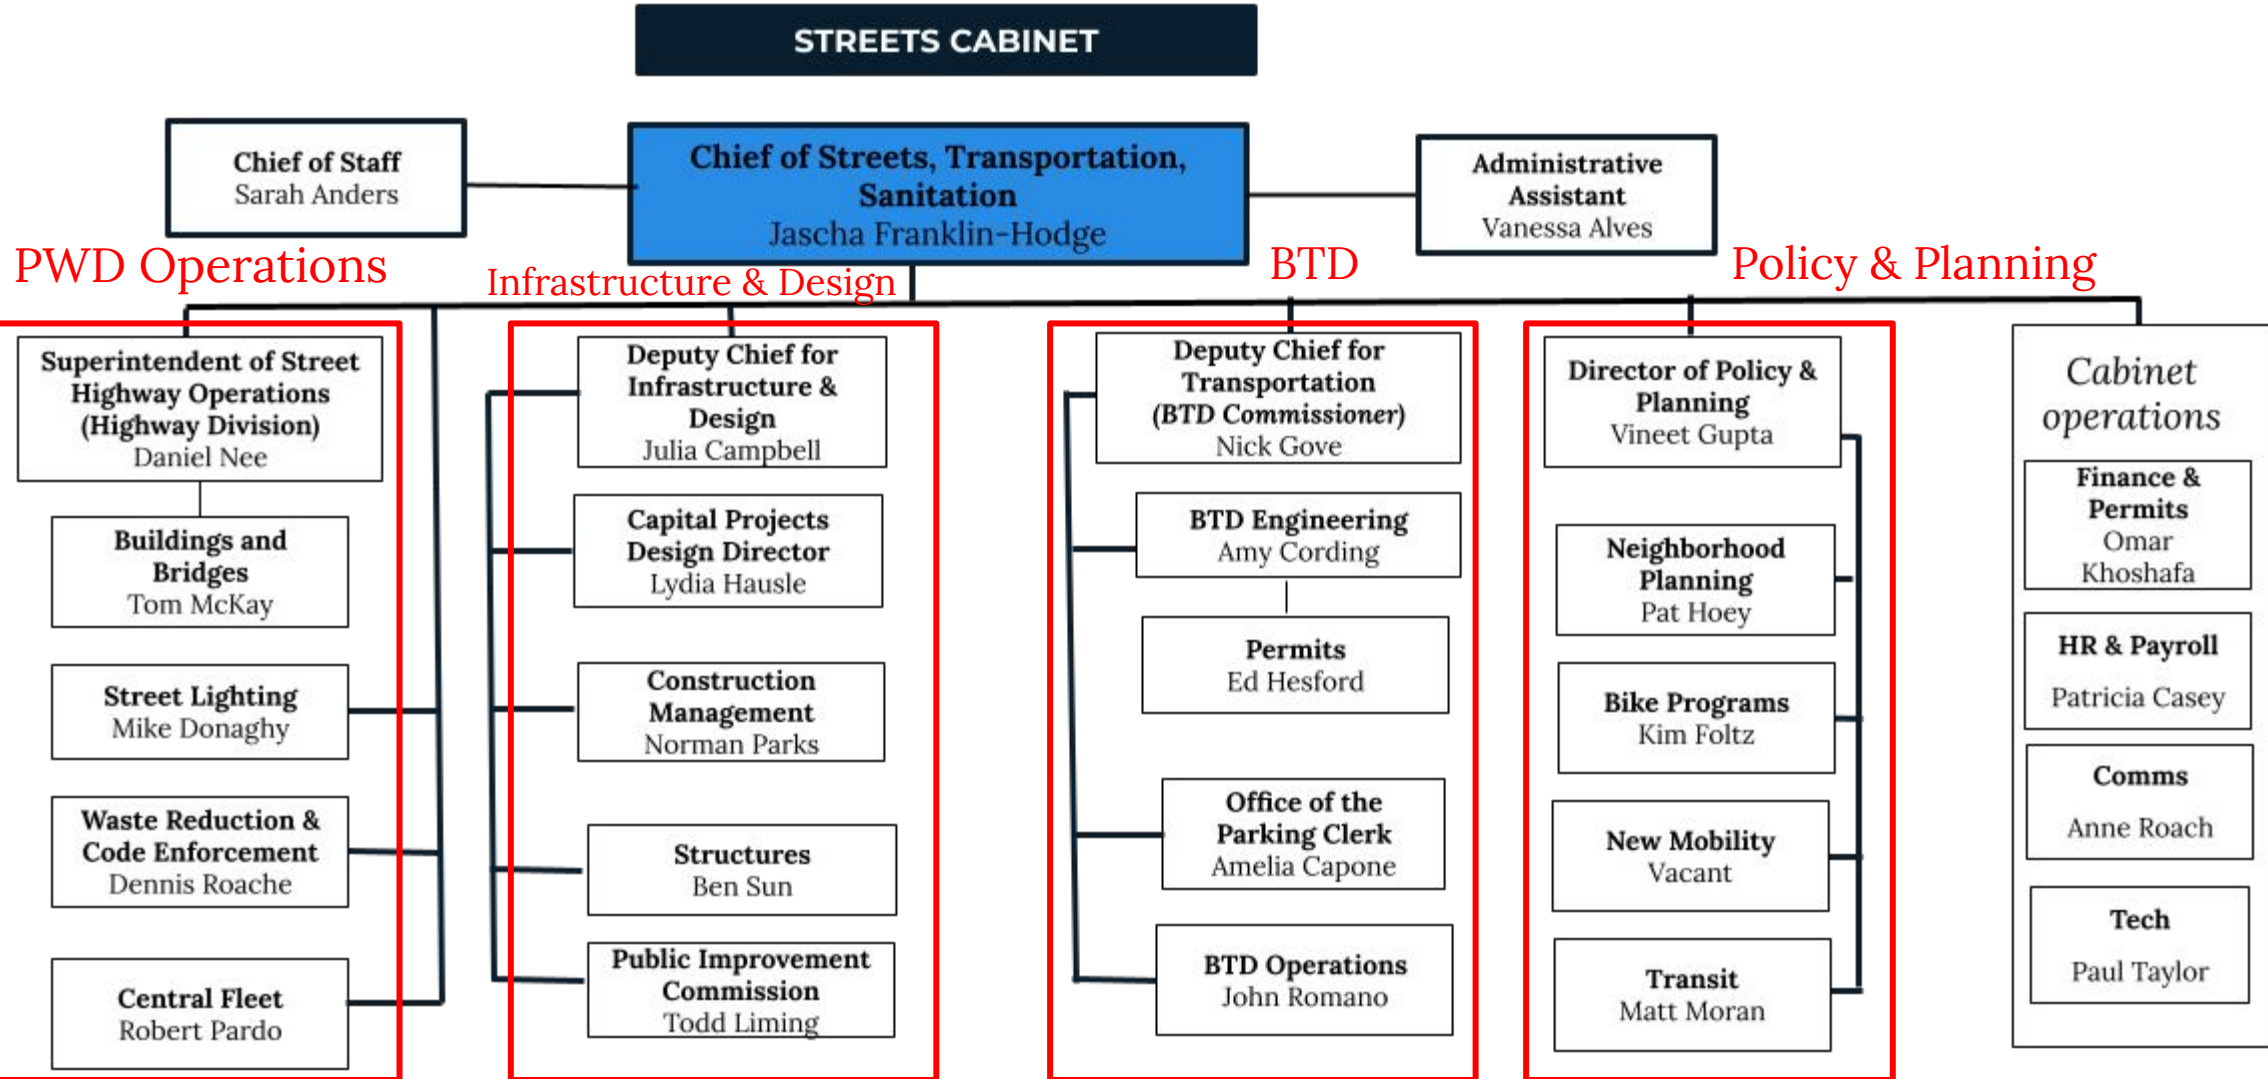 STREETS CABINET
Chief of Staff
Sarah Anders
Chief of Streets, Transportation,
Sanitation
Jascha Franklin-Hodge
Administrative
Assistant
Vanessa Alves
PWD Operations
Infrastructure & Design
BTD
Policy & Planning
Superintendent of Street
Highway Operations
(Highway Division)
Daniel Nee
Buildings and
Bridges
Tom McKay
Street Lighting
Mike Donaghy
Waste Reduction &
Code Enforcement
Dennis Roache
Central Fleet
Robert Pardo
Deputy Chief for
Infrastructure &
Design
Julia Campbell
Capital Projects
Design Director
Lydia Hausle
Construction
Management
Norman Parks
Structures
Ben Sun
Public Improvement
Commission
Todd Liming
Deputy Chief for
Transportation
(BTD Commissioner)
Nick Gove
BTD Engineering
Amy Cording
Permits
Ed Hesford
Office of the
Parking Clerk
Amelia Capone
BTD Operations
John Romano
Director of Policy &
Planning
Vineet Gupta
Neighborhood
Planning
Pat Hoey
Bike Programs
Kim Foltz
New Mobility
Vacant
Transit
Matt Moran
Cabinet
operations
Finance &
Permits
Omar
Khoshafa
HR & Payroll
Patricia Casey
Comms
Anne Roach
Tech
Paul Taylor